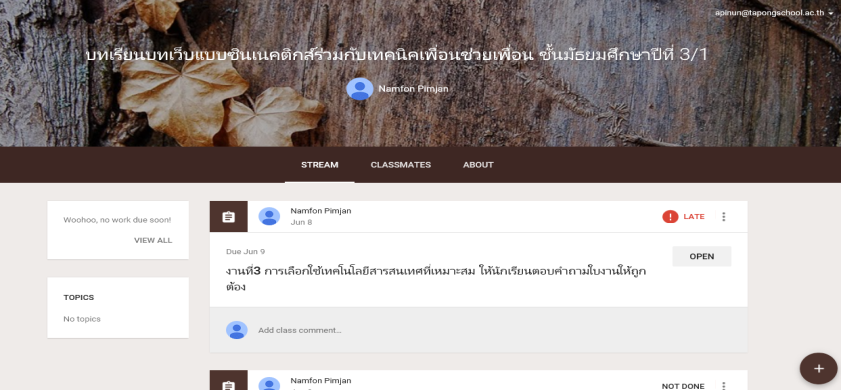 apinun@tapongschool.ac.th
บทเรียนบทเว็บแบบซินเนคติกส์ร่วมกับเทคนิคเพื่อนช่วยเพื่อน ชั้นมัธยมศึกษาปีที่ 3/1
Namfon Pimjan
STREAM CLASSMATES ABOUT
Woohoo, no work due soon!
VIEW ALL
TOPICS
No topics
Namfon Pimjan
Jun 8
LATE
Due Jun 9
OPEN
งานที่3 การเลือกใช้เทคโนโลยีสารสนเทศที่เหมาะสม ให้นักเรียนตอบคำถามใบงานให้ถูก
ต้อง
Add class comment...
Namfon Pimjan
NOT DONE